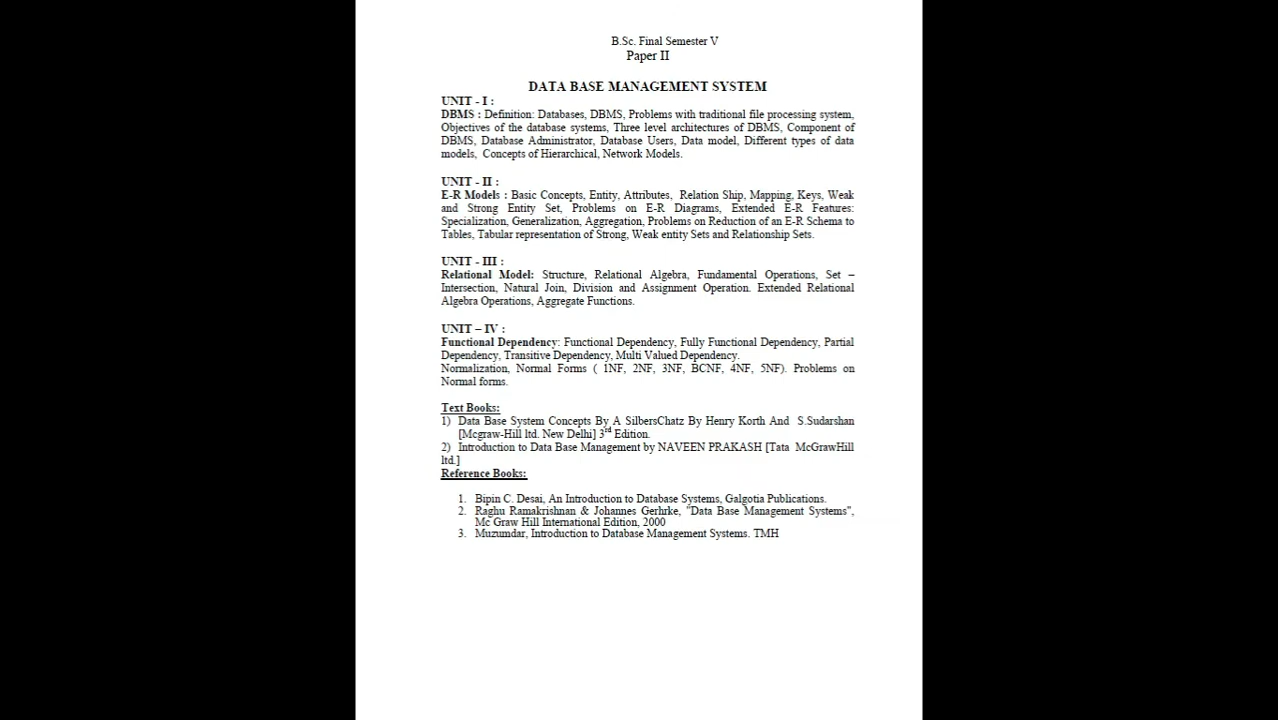 B.Sc. Final Semester V
Paper II
DATA BASE MANAGEMENT SYSTEM
UNIT - I :
DBMS : Definition: Databases, DBMS, Problems with traditional file processing system,
Objectives of the database systems, Three level architectures of DBMS, Component of
DBMS, Database Administrator, Database Users, Data model, Different types of data
models, Concepts of Hierarchical, Network Models.
UNIT - II :
E-R Models : Basic Concepts, Entity, Attributes, Relation Ship, Mapping, Keys, Weak
and Strong Entity Set, Problems on E-R Diagrams, Extended E-R Features:
Specialization, Generalization, Aggregation, Problems on Reduction of an E-R Schema to
Tables, Tabular representation of Strong, Weak entity Sets and Relationship Sets.
UNIT - III :
Relational Model: Structure, Relational Algebra, Fundamental Operations, Set –
Intersection, Natural Join, Division and Assignment Operation. Extended Relational
Algebra Operations, Aggregate Functions.
UNIT – IV :
Functional Dependency: Functional Dependency, Fully Functional Dependency, Partial
Dependency, Transitive Dependency, Multi Valued Dependency.
Normalization, Normal Forms ( 1NF, 2NF, 3NF, BCNF, 4NF, 5NF). Problems on
Normal forms.
Text Books:
1) Data Base System Concepts By A SilbersChatz By Henry Korth And S.Sudarshan
[Mcgraw-Hill ltd. New Delhi] 3rd Edition.
2) Introduction to Data Base Management by NAVEEN PRAKASH [Tata McGrawHill
ltd.]
Reference Books:
1. Bipin C. Desai, An Introduction to Database Systems, Galgotia Publications.
2. Raghu Ramakrishnan & Johannes Gerhrke, "Data Base Management Systems",
Mc Graw Hill International Edition, 2000
3. Muzumdar, Introduction to Database Management Systems. TMH